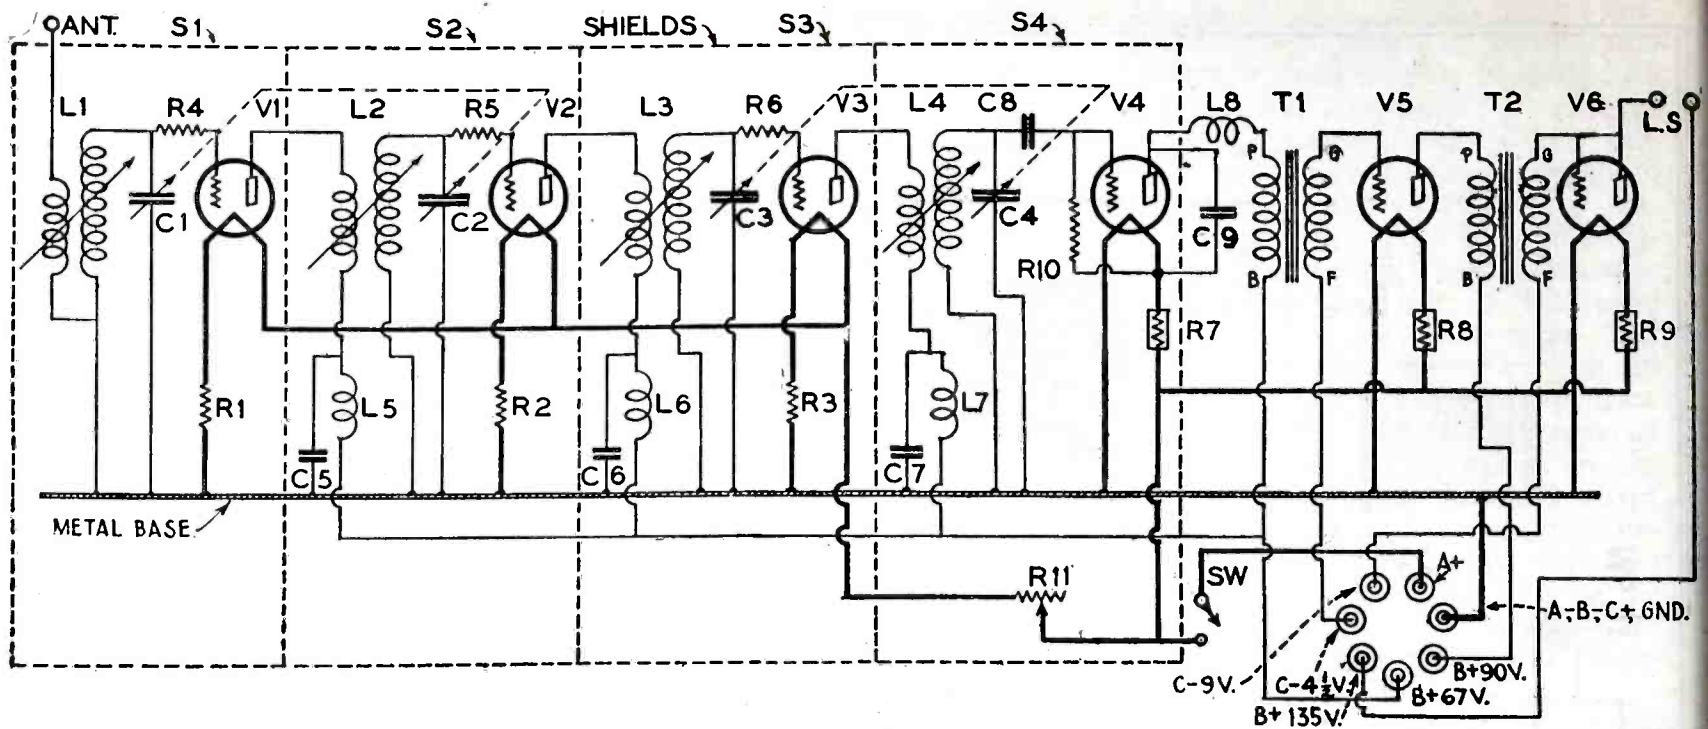 ANT. S1 S2 SHIELDS S3 S4
L1 R4 V1 L2 R5 V2 L3 R6 V3 L4 C8 V4 L8 T1 V5 T2 V6
L.S
P G P G
C1 C2 C3 C4 C9
R10
B F B F
R7 R8 R9
R1 L5 R2 L6 R3 L7
C5 C6 C7
METAL BASE
R11 SW A+
A-, B-, C+, GND.
C-9V. C-4½V. B+90V.
B+67V.
B+135V.